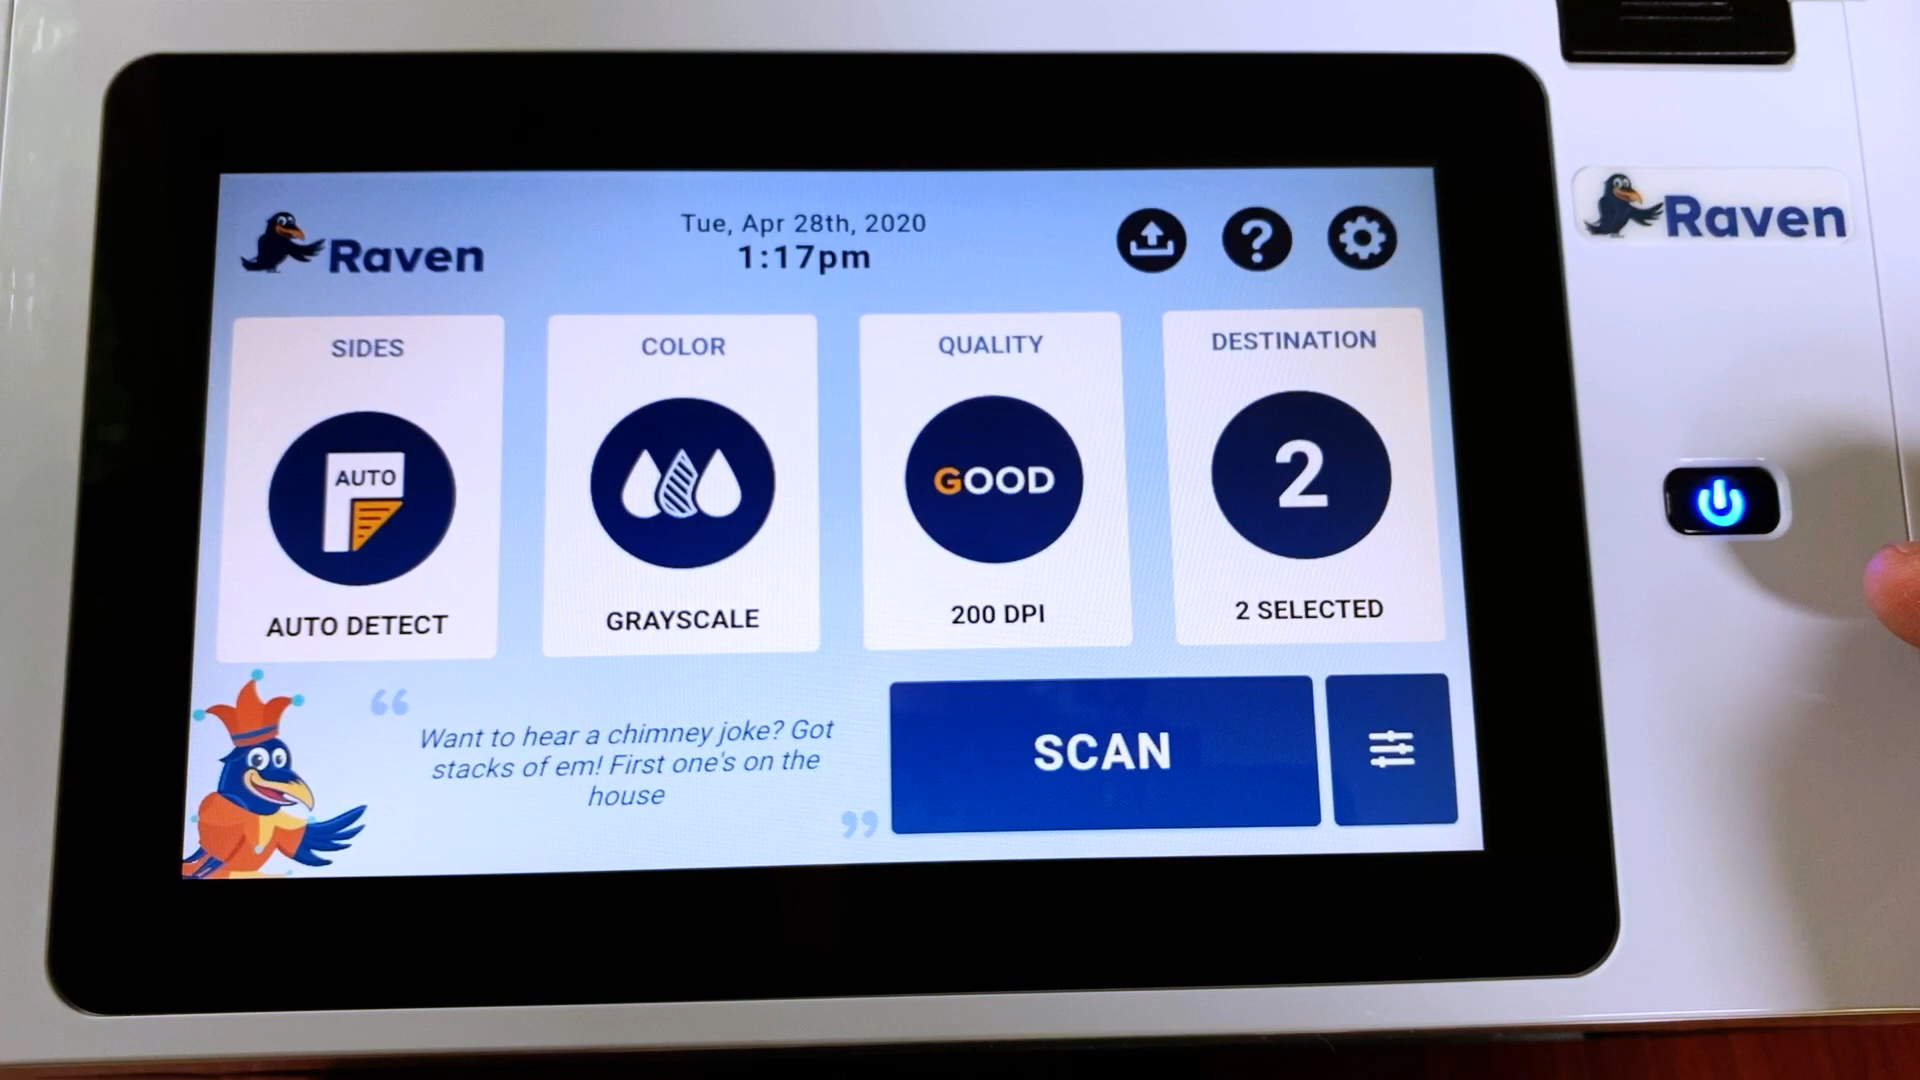 Raven
Tue, Apr 28th, 2020
1:17pm
?
Raven
SIDES
COLOR
QUALITY
DESTINATION
AUTO
GOOD
2
AUTO DETECT
GRAYSCALE
200 DPI
2 SELECTED
“
Want to hear a chimney joke? Got
stacks of em! First one's on the
house
”
SCAN